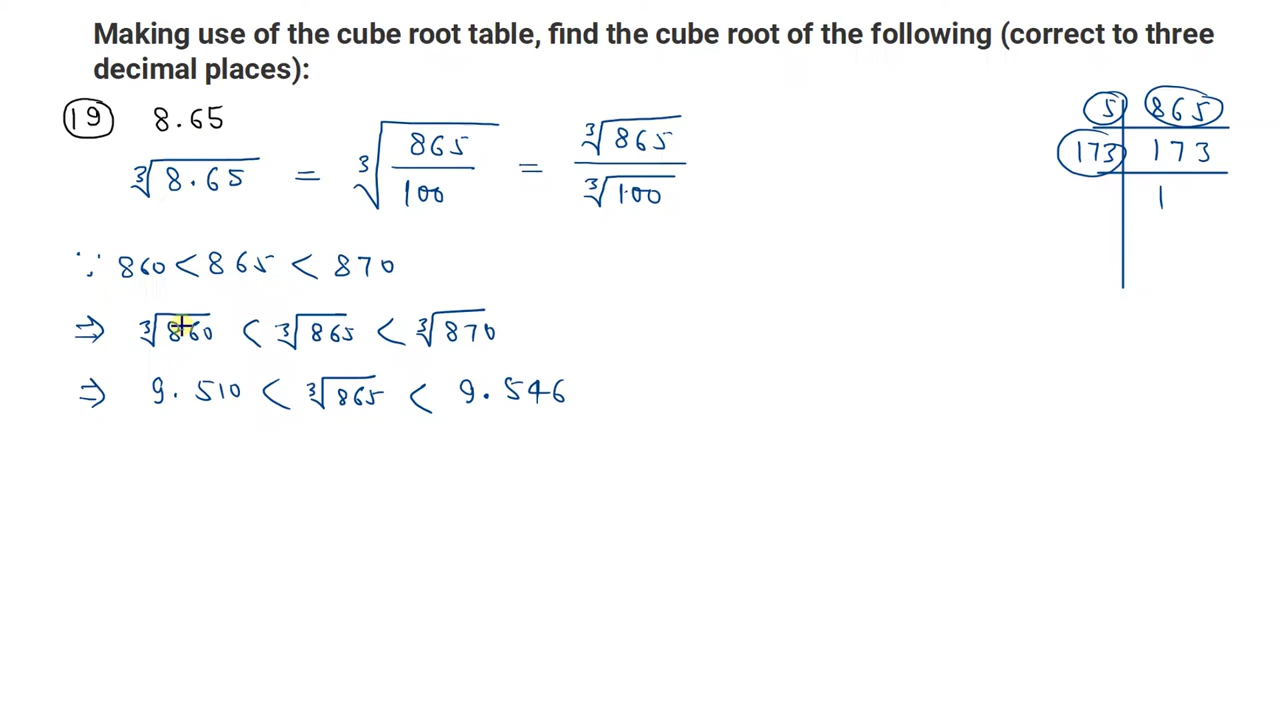 Making use of the cube root table, find the cube root of the following (correct to three
decimal places):
19 8.65
∛8.65 = ∛(865/100) = ∛865/∛100
5 | 865
173 | 173
1
∵ 860 < 865 < 870
⇒ ∛860 < ∛865 < ∛870
⇒ 9.510 < ∛865 < 9.546